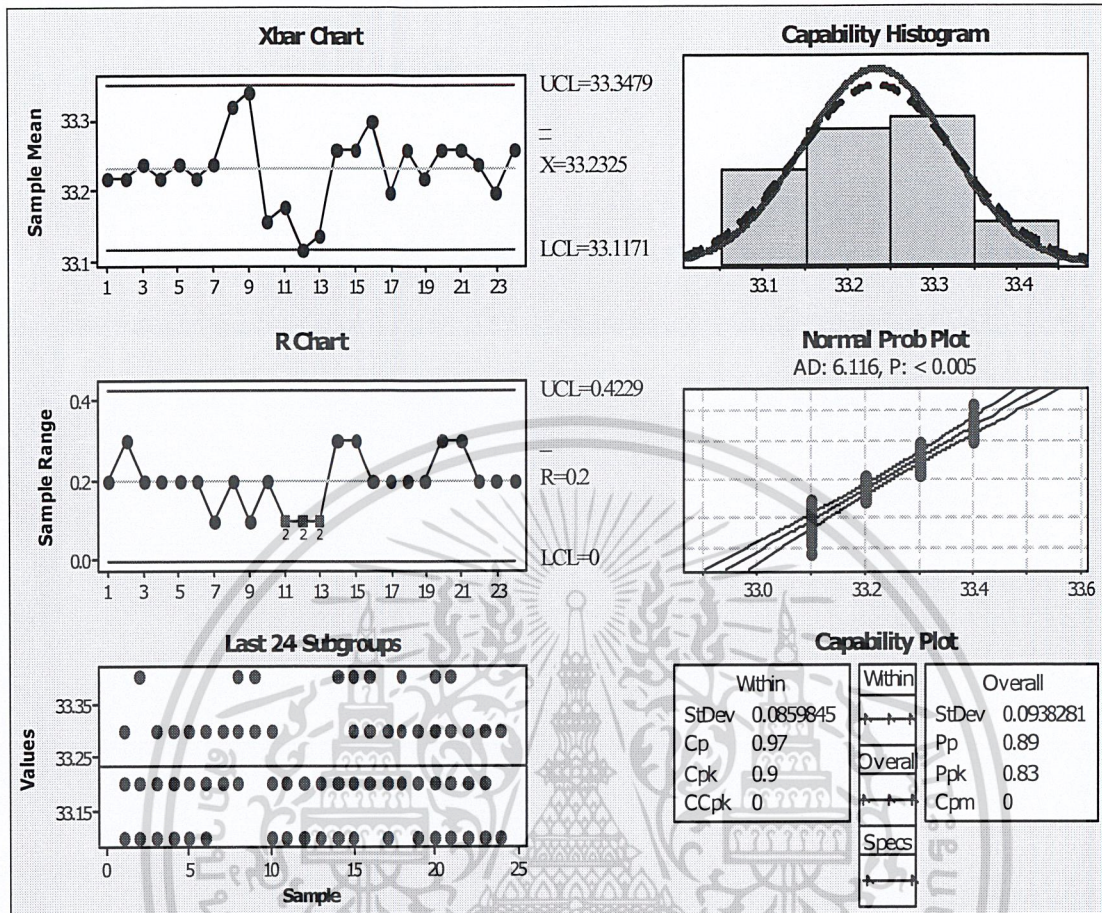 Xbar Chart
Sample Mean
33.3
33.2
33.1
1 3 5 7 9 11 13 15 17 19 21 23
UCL=33.3479
X=33.2325
LCL=33.1171
Capability Histogram
33.1 33.2 33.3 33.4
R Chart
Sample Range
0.4
0.2
0.0
2 2 2
1 3 5 7 9 11 13 15 17 19 21 23
UCL=0.4229
R=0.2
LCL=0
Normal Prob Plot
AD: 6.116, P: < 0.005
33.0 33.2 33.4 33.6
Last 24 Subgroups
Values
33.35
33.25
33.15
0 5 10 15 20 25
Sample
Capability Plot
Within
StDev 0.0859845
Cp 0.97
Cpk 0.9
CCpk 0
Within
Overall
Specs
Overall
StDev 0.0938281
Pp 0.89
Ppk 0.83
Cpm 0